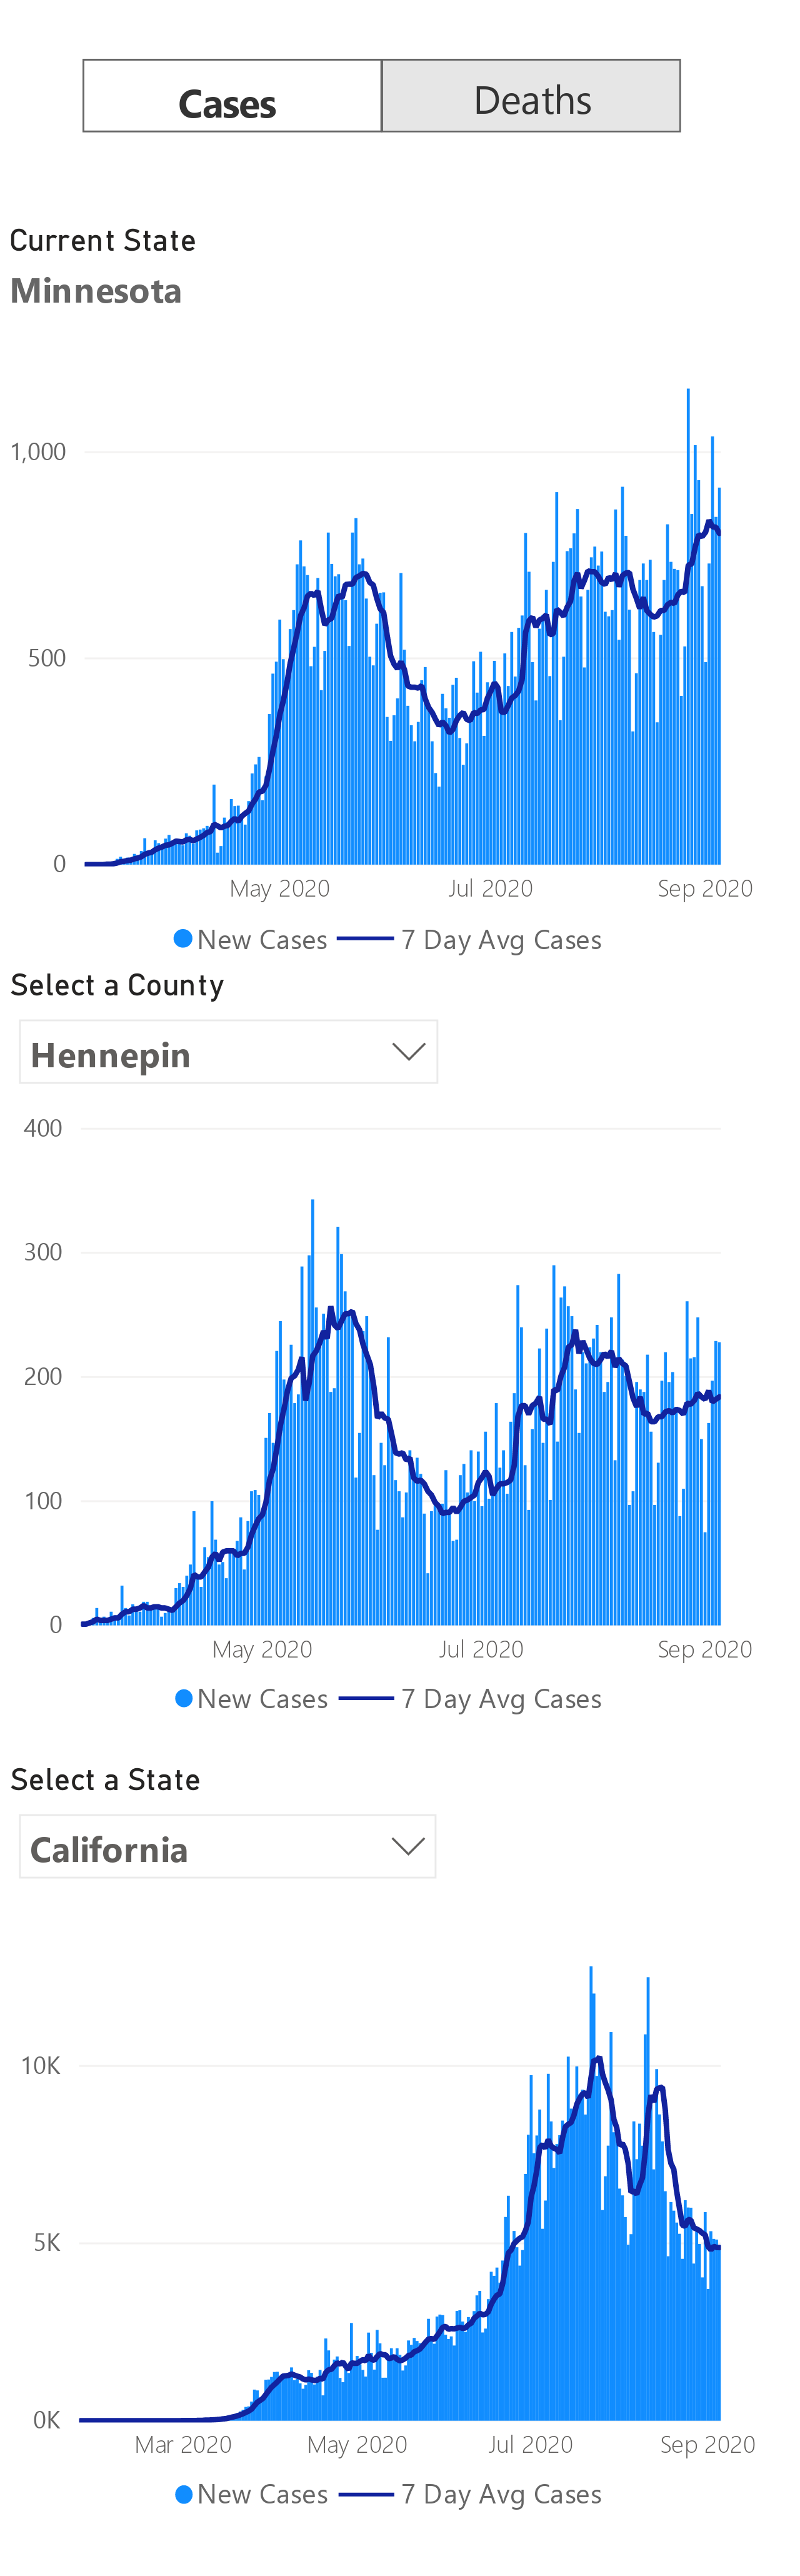 Cases Deaths
Current State
Minnesota
1,000
500
0
May 2020 Jul 2020 Sep 2020
New Cases 7 Day Avg Cases
Select a County
Hennepin
400
300
200
100
0
May 2020 Jul 2020 Sep 2020
New Cases 7 Day Avg Cases
Select a State
California
10K
5K
0K
Mar 2020 May 2020 Jul 2020 Sep 2020
New Cases 7 Day Avg Cases